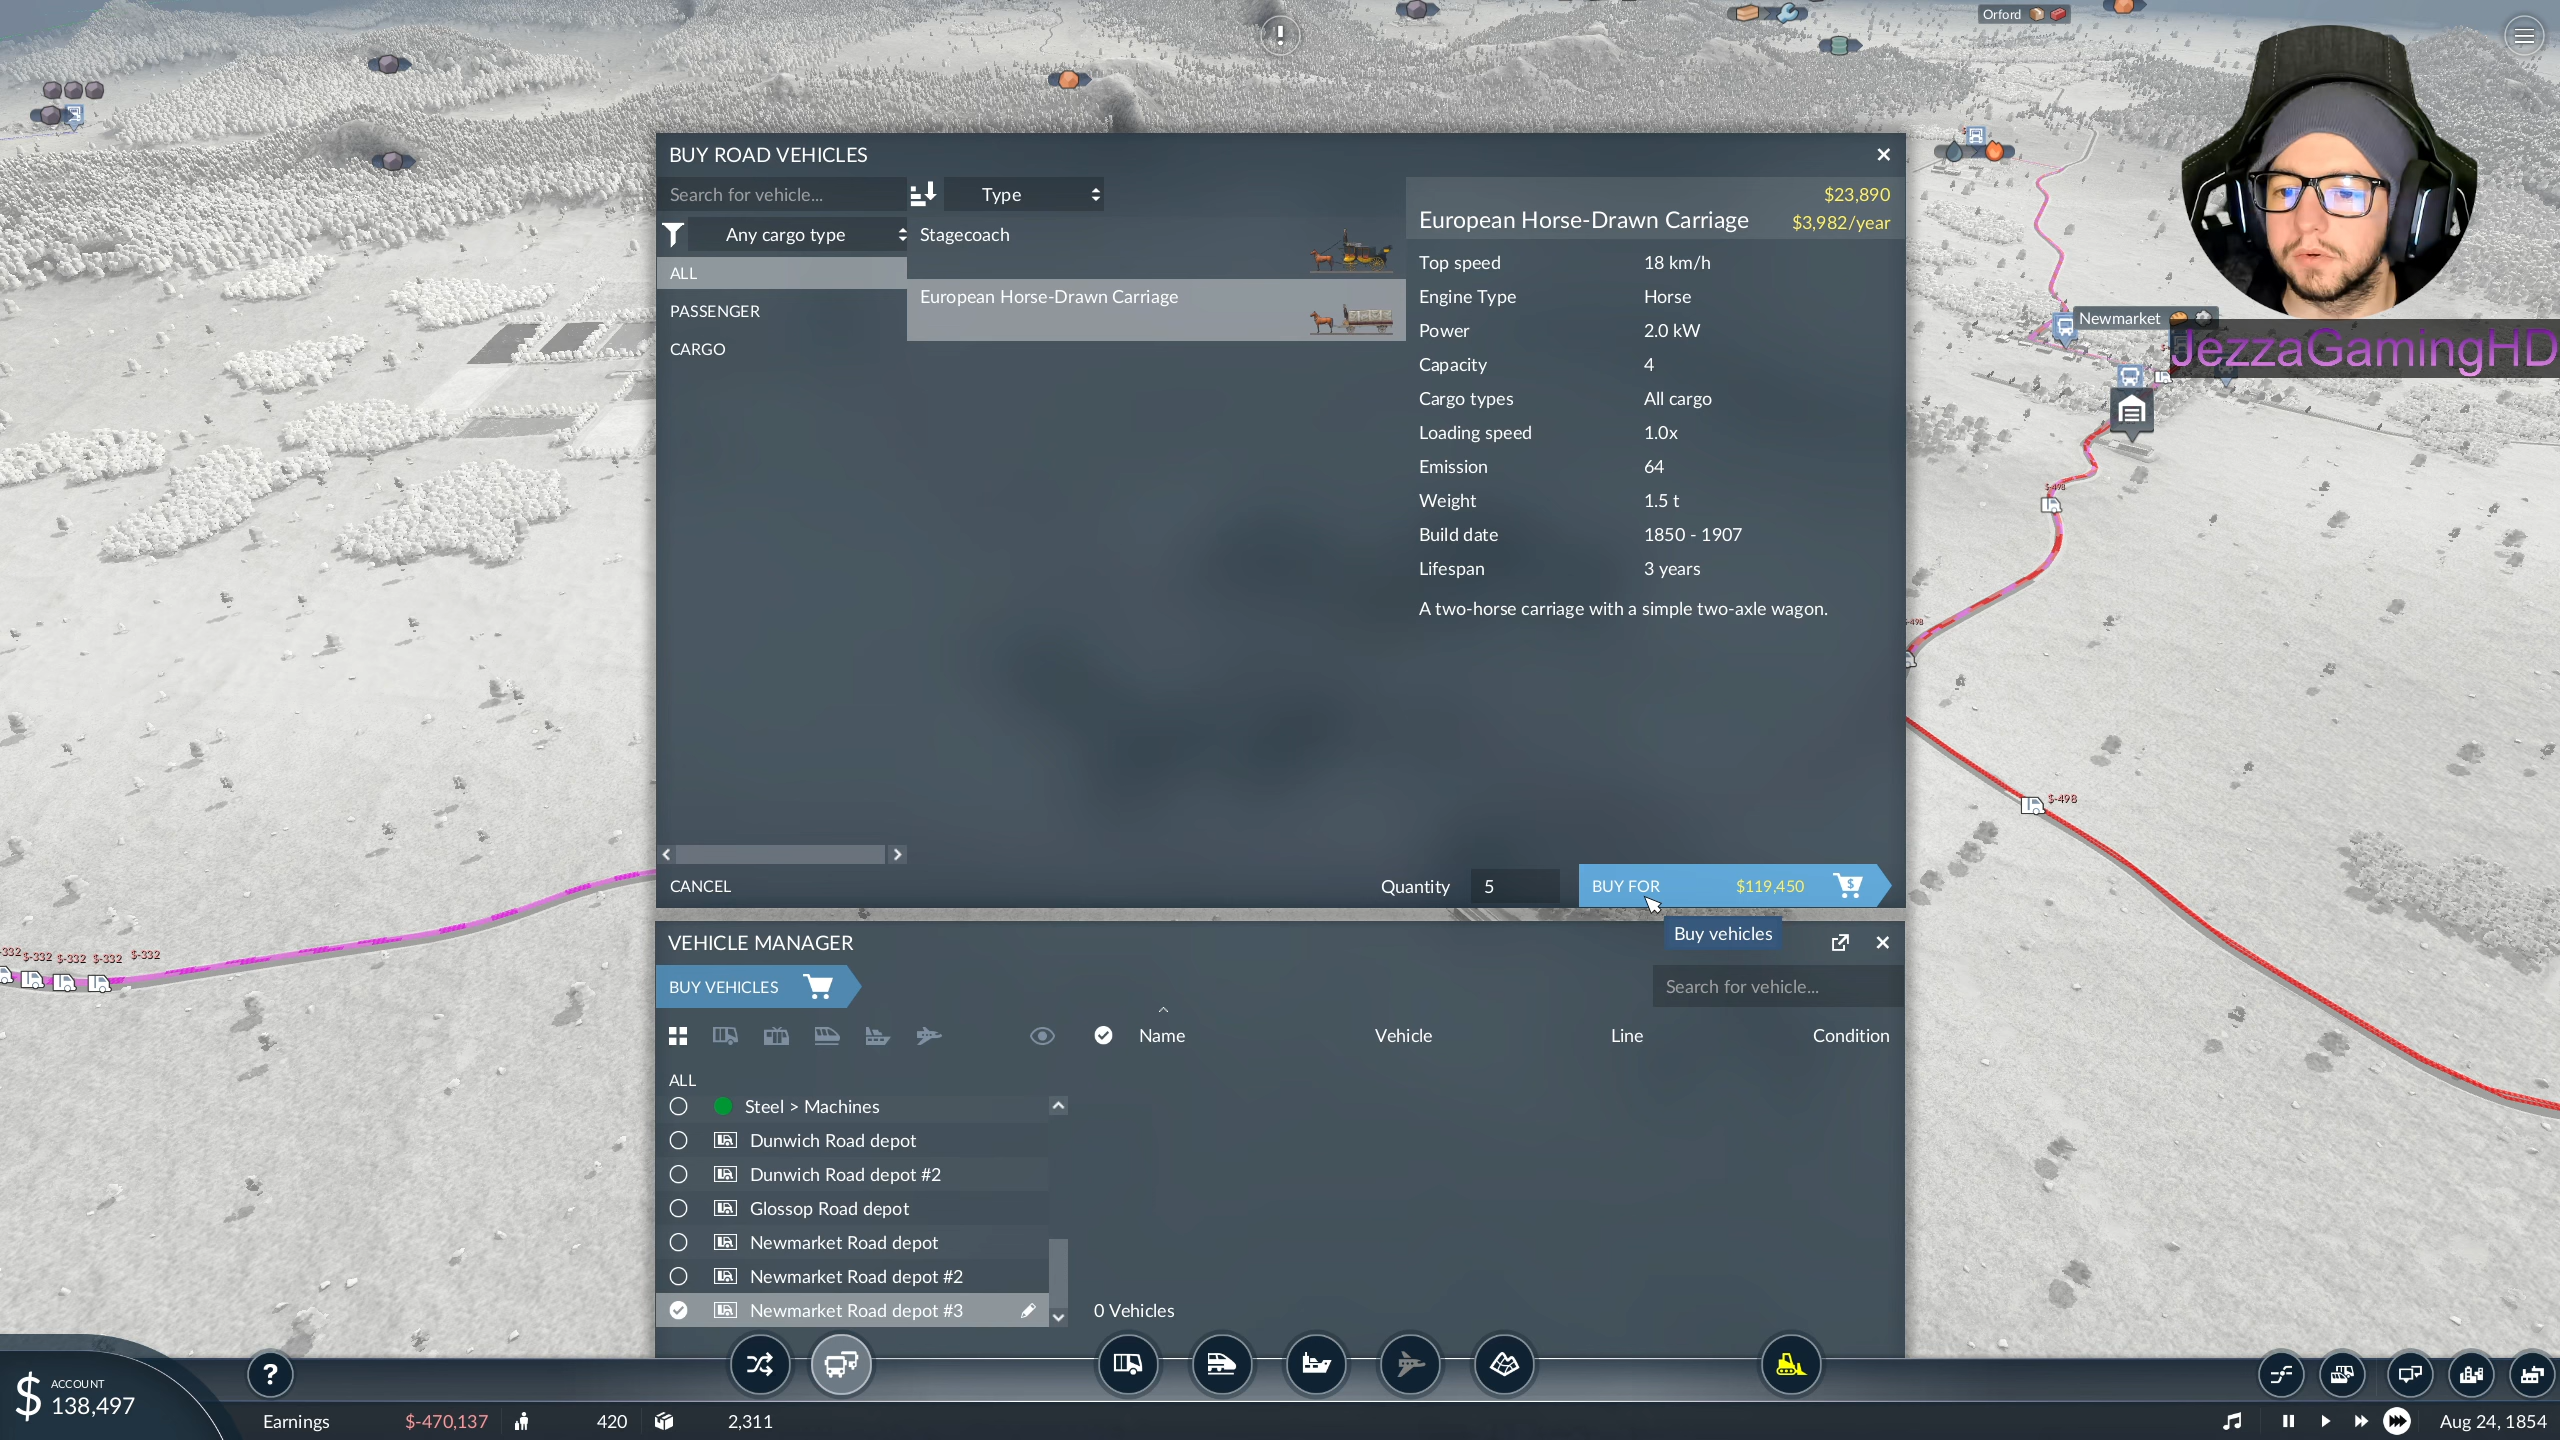 Orford
BUY ROAD VEHICLES
Search for vehicle...
Type
Any cargo type
ALL
PASSENGER
CARGO
Stagecoach
European Horse-Drawn Carriage
$23,890
European Horse-Drawn Carriage $3,982/year
Top speed 18 km/h
Engine Type Horse
Power 2.0 kW
Capacity 4
Cargo types All cargo
Loading speed 1.0x
Emission 64
Weight 1.5 t
Build date 1850 - 1907
Lifespan 3 years
A two-horse carriage with a simple two-axle wagon.
Newmarket
JezzaGamingHD
$-498
$-498
$-498
CANCEL
Quantity 5
BUY FOR $119,450
Buy vehicles
-332 $-332 $-332 $-332 $-332
VEHICLE MANAGER
BUY VEHICLES
Search for vehicle...
Name Vehicle Line Condition
ALL
Steel > Machines
Dunwich Road depot
Dunwich Road depot #2
Glossop Road depot
Newmarket Road depot
Newmarket Road depot #2
Newmarket Road depot #3
0 Vehicles
?
$ ACCOUNT
138,497
Earnings $-470,137 420 2,311
Aug 24, 1854